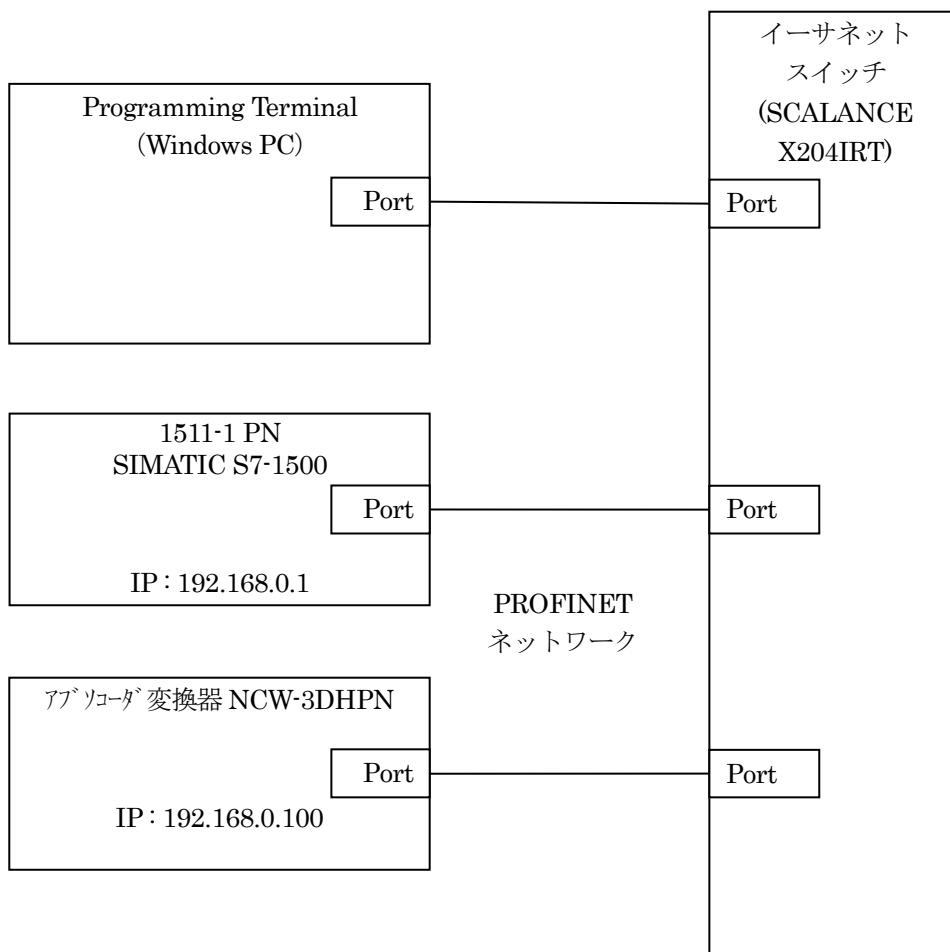 イーサネット
スイッチ
(SCALANCE
X204IRT)
Programming Terminal
(Windows PC)
Port
Port
1511-1 PN
SIMATIC S7-1500
Port
Port
IP：192.168.0.1
PROFINET
ネットワーク
ｱﾌﾞｿｺｰﾀﾞ変換器 NCW-3DHPN
Port
Port
IP：192.168.0.100